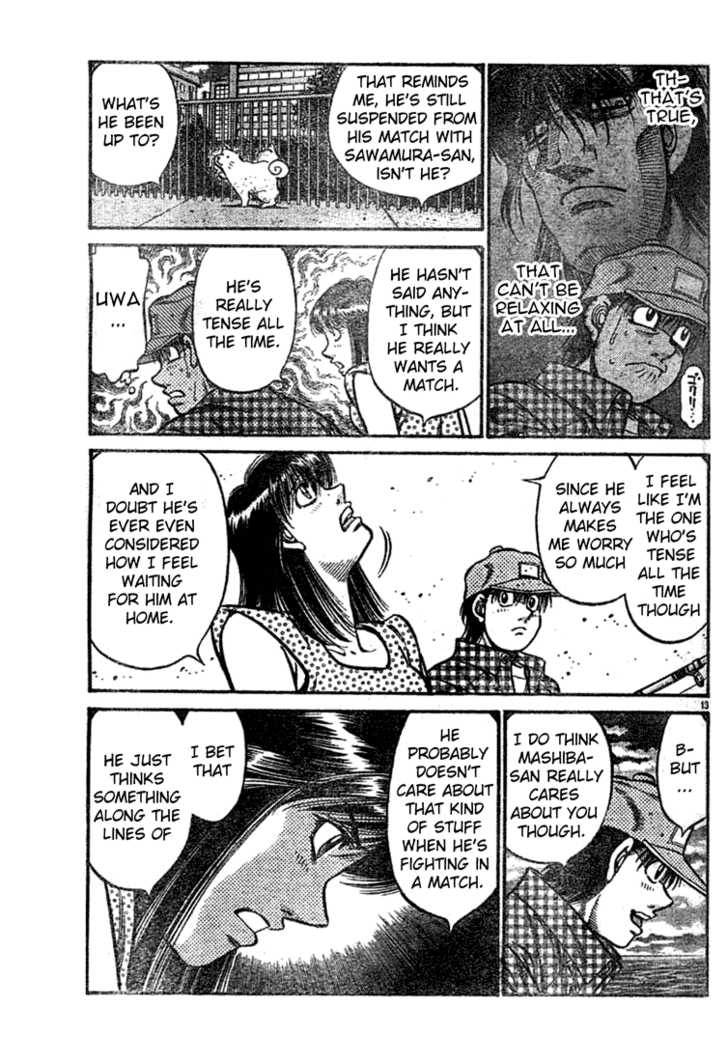 TH-
THAT'S
TRUE,
THAT
CAN'T BE
RELAXING
AT ALL...
THAT REMINDS
ME, HE'S STILL
SUSPENDED FROM
HIS MATCH WITH
SAWAMURA-SAN,
ISN'T HE?
WHAT'S
HE BEEN
UP TO?
HE HASN'T
SAID ANY-
THING, BUT
I THINK
HE REALLY
WANTS A
MATCH.
HE'S
REALLY
TENSE ALL
THE TIME.
UWA
...
I FEEL
LIKE I'M
THE ONE
WHO'S
TENSE
ALL THE
TIME
THOUGH
SINCE HE
ALWAYS
MAKES
ME WORRY
SO MUCH
AND I
DOUBT HE'S
EVER EVEN
CONSIDERED
HOW I FEEL
WAITING
FOR HIM AT
HOME.
13
B-
BUT
...
I DO THINK
MASHIBA-
SAN REALLY
CARES
ABOUT YOU
THOUGH.
HE
PROBABLY
DOESN'T
CARE ABOUT
THAT KIND
OF STUFF
WHEN HE'S
FIGHTING IN
A MATCH.
I BET
THAT
HE JUST
THINKS
SOMETHING
ALONG THE
LINES OF